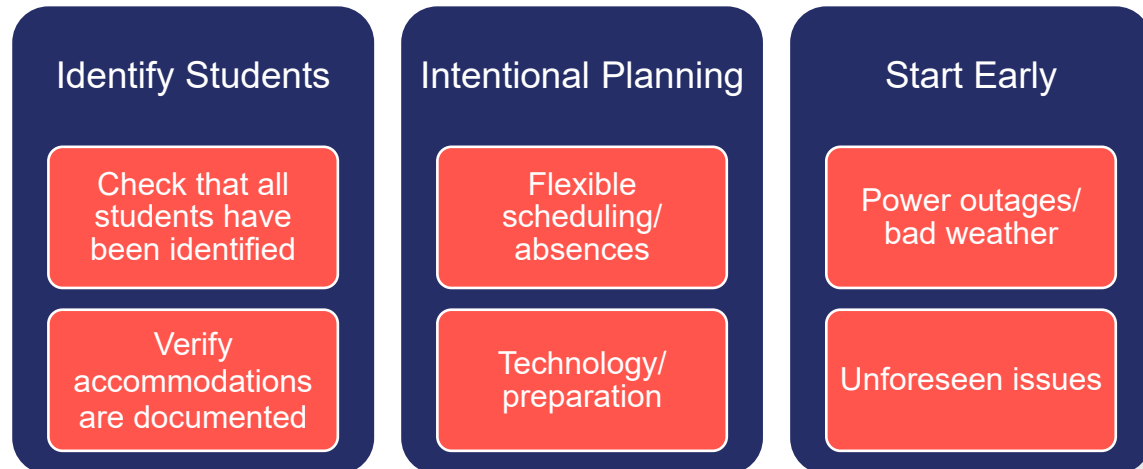 Identify Students
Check that all
students have
been identified
Verify
accommodations
are documented
Intentional Planning
Flexible
scheduling/
absences
Technology/
preparation
Start Early
Power outages/
bad weather
Unforeseen issues